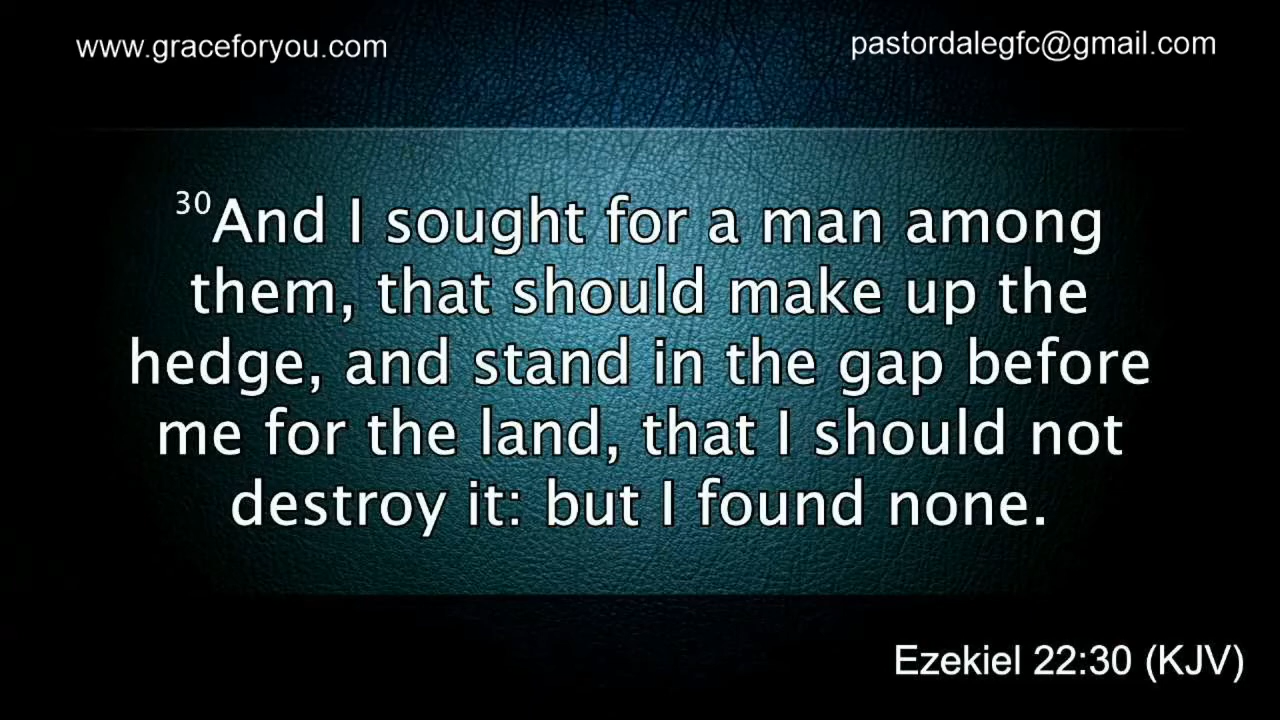 www.graceforyou.com
pastordalegfc@gmail.com
30And I sought for a man among
them, that should make up the
hedge, and stand in the gap before
me for the land, that I should not
destroy it: but I found none.
Ezekiel 22:30 (KJV)